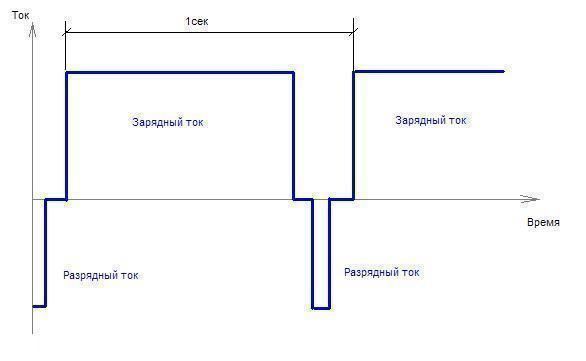 Ток
1сек
Зарядный ток
Зарядный ток
Время
Разрядный ток
Разрядный ток